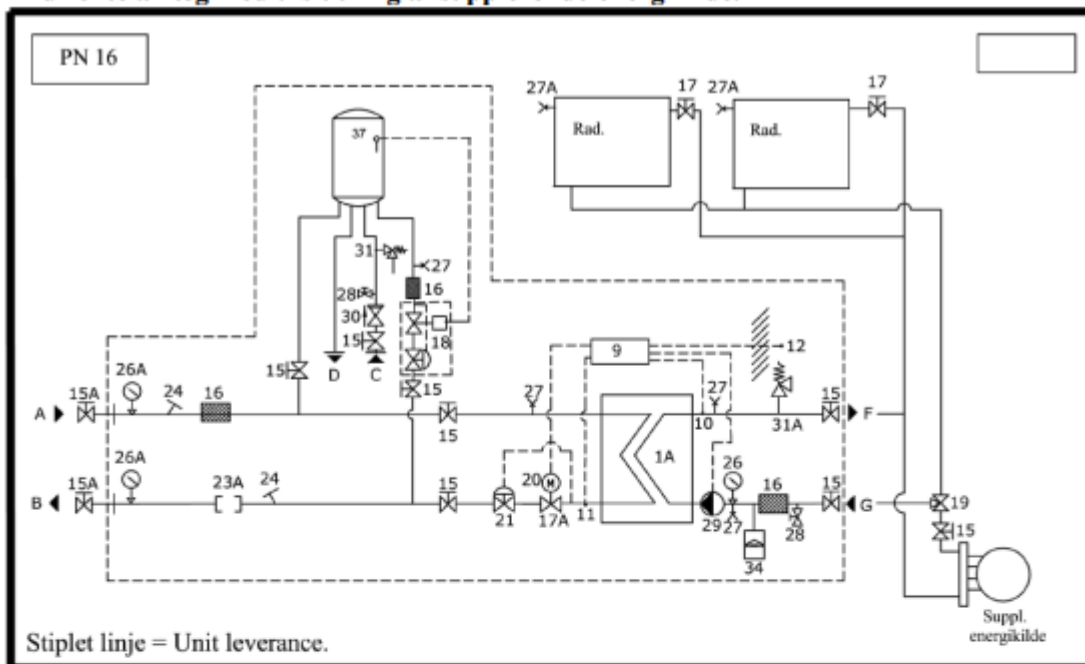 PN 16
27A
17
27A
17
Rad.
Rad.
37
31
27
28
16
30
18
15
9
12
15
D
C
15
26A
24
16
27
27
15
15A
A
15
10
31A
F
1A
26A
20
M
26
16
15
15A
24
15
B
23A
21
17A
11
29
27
28
G
19
34
15
Suppl.
energikilde
Stiplet linje = Unit leverance.